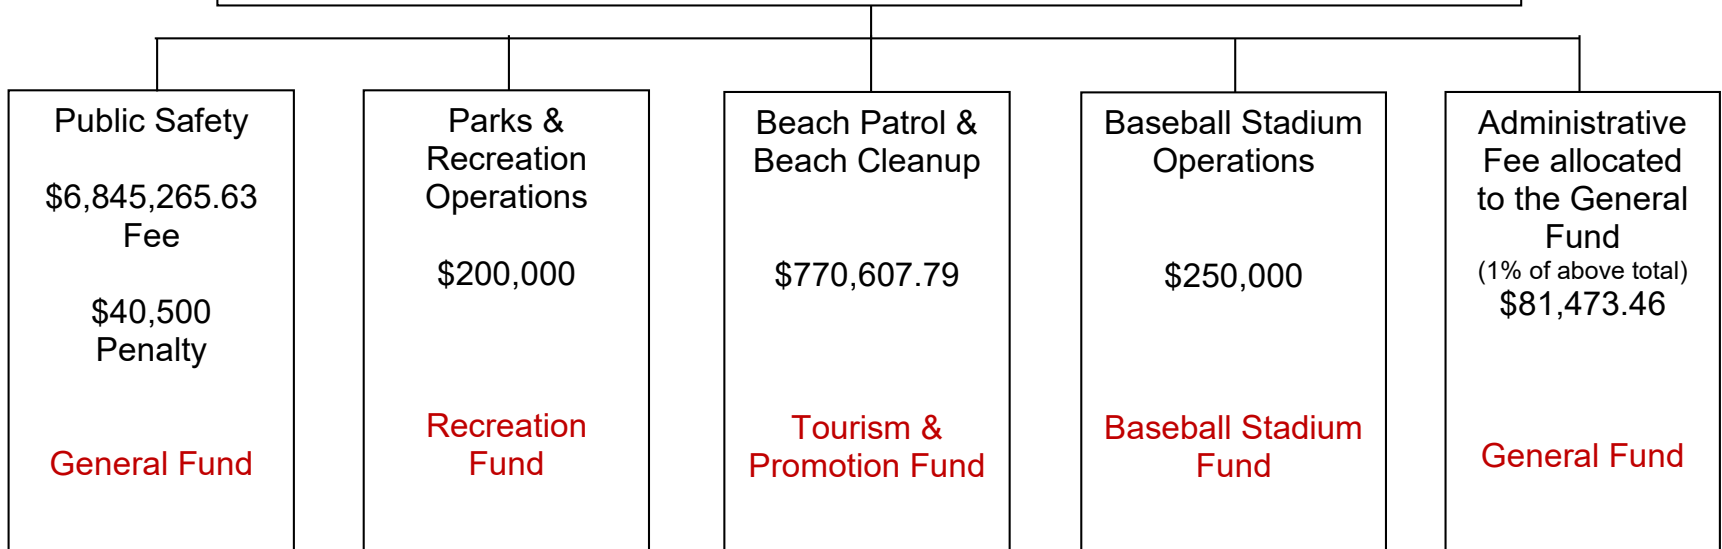 Public Safety
$6,845,265.63
Fee
$40,500
Penalty
General Fund
Parks &
Recreation
Operations
$200,000
Recreation
Fund
Beach Patrol &
Beach Cleanup
$770,607.79
Tourism &
Promotion Fund
Baseball Stadium
Operations
$250,000
Baseball Stadium
Fund
Administrative
Fee allocated
to the General
Fund
(1% of above total)
$81,473.46
General Fund